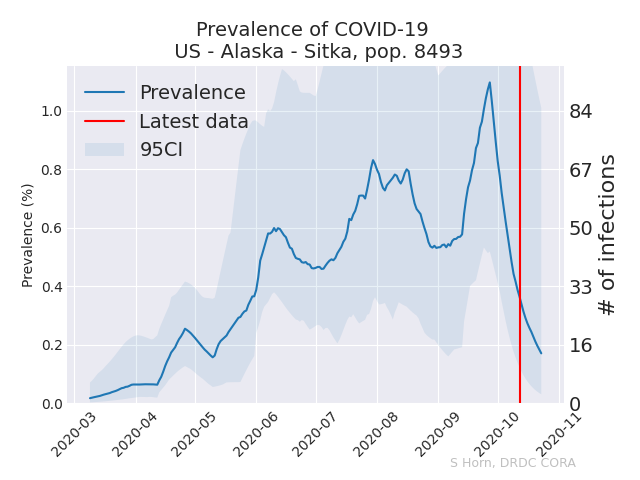 Prevalence of COVID-19
US - Alaska - Sitka, pop. 8493
Prevalence
Latest data
95CI
Prevalence (%)
1.0
0.8
0.6
0.4
0.2
0.0
84
67
50
33
16
0
# of infections
2020-03
2020-04
2020-05
2020-06
2020-07
2020-08
2020-09
2020-10
2020-11
S Horn, DRDC CORA